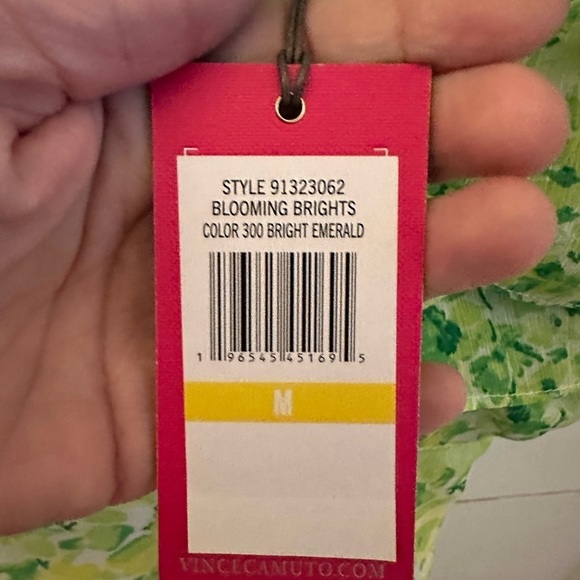 STYLE 91323062
BLOOMING BRIGHTS
COLOR 300 BRIGHT EMERALD
1 96545 45169 5
M
VINCECAMUTO.COM